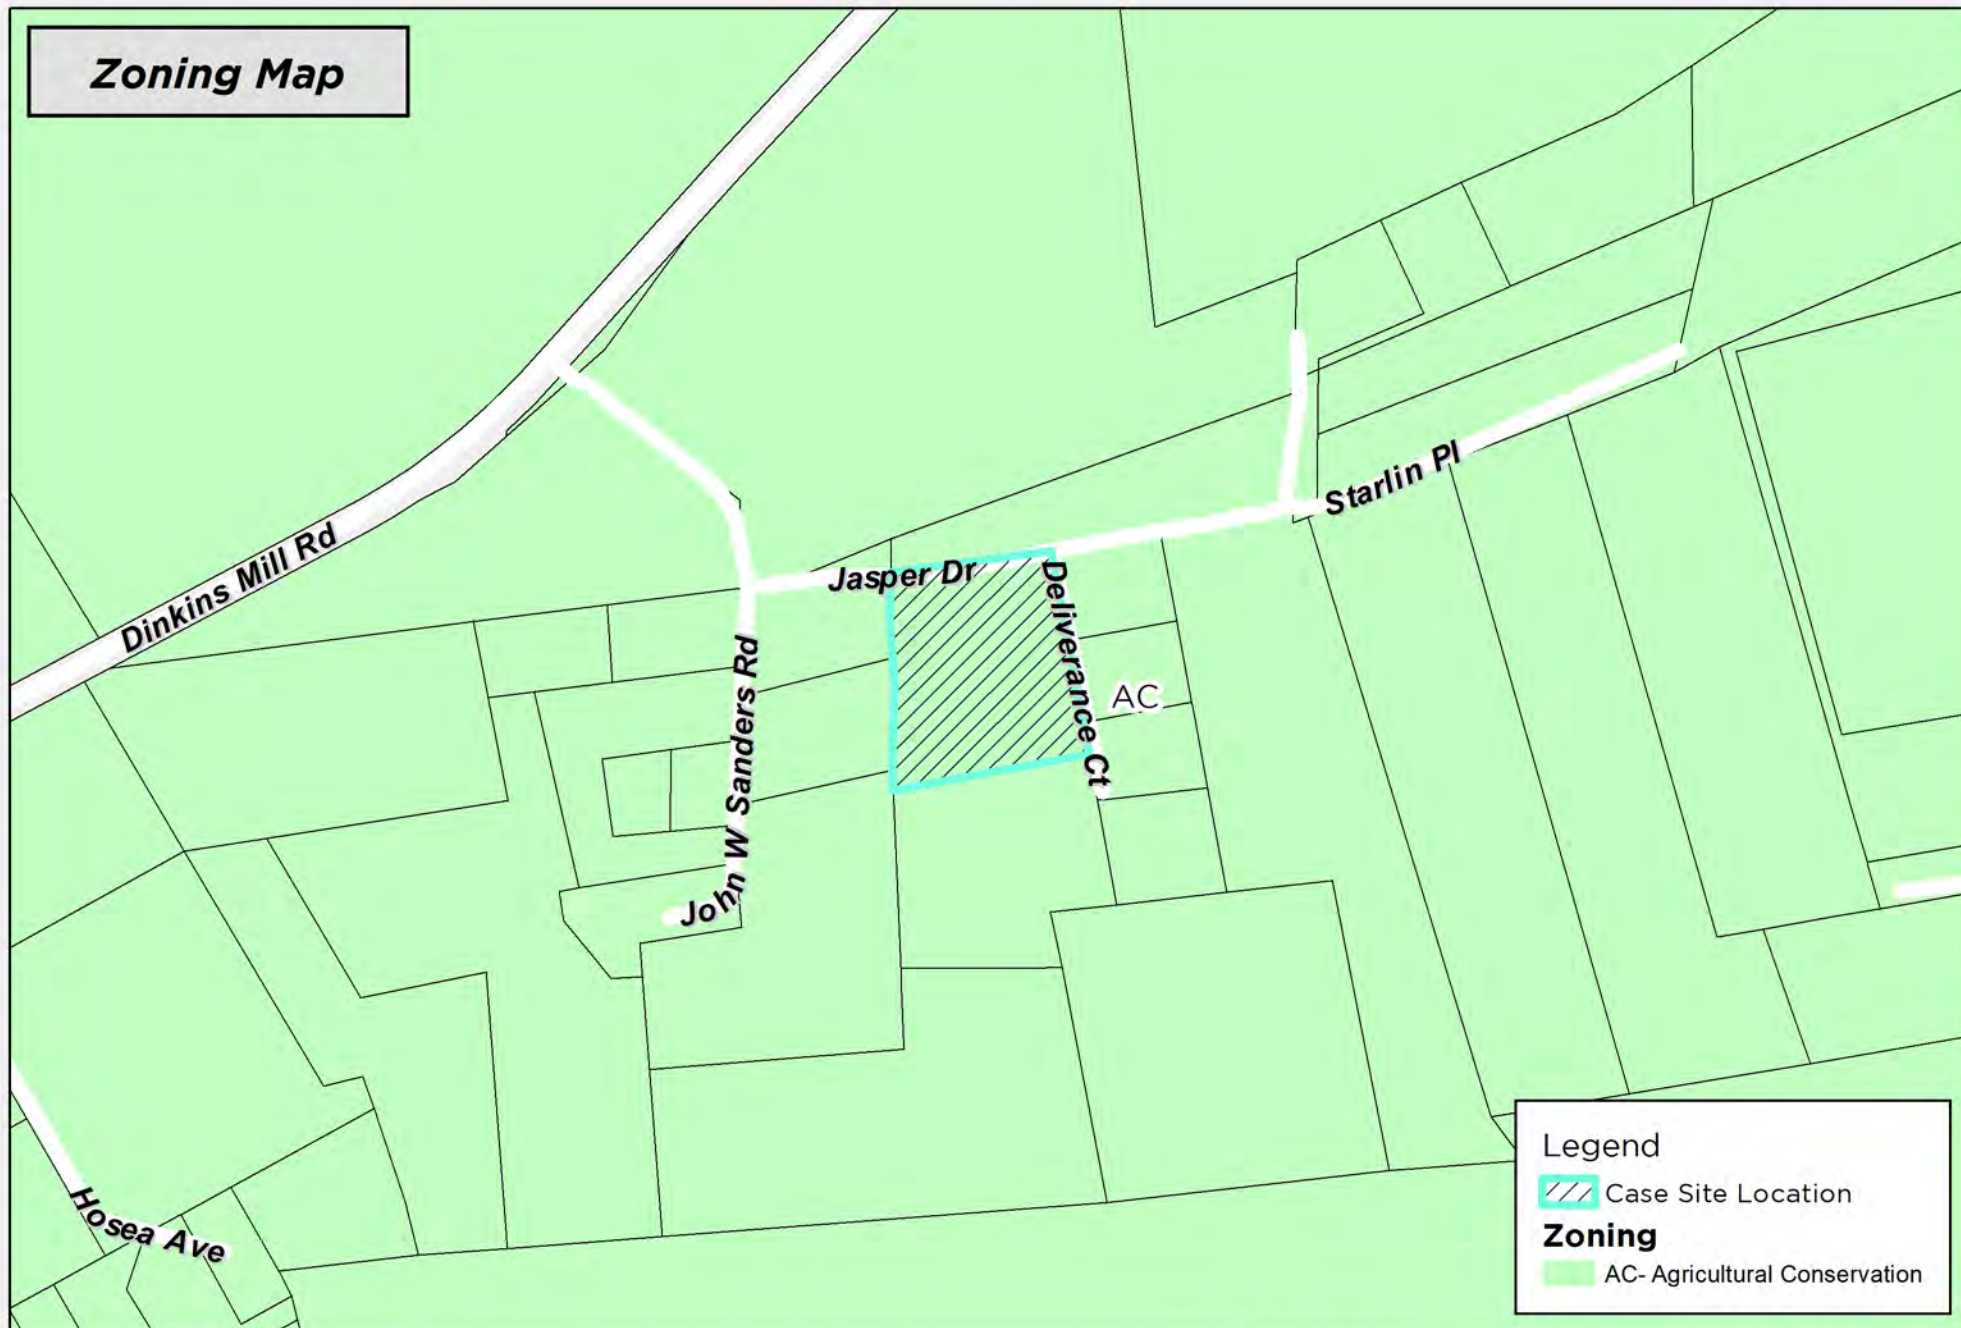 Zoning Map
Dinkins Mill Rd
Starlin Pl
Jasper Dr
Deliverance Ct
John W Sanders Rd
AC
Hosea Ave
Legend
Case Site Location
Zoning
AC- Agricultural Conservation